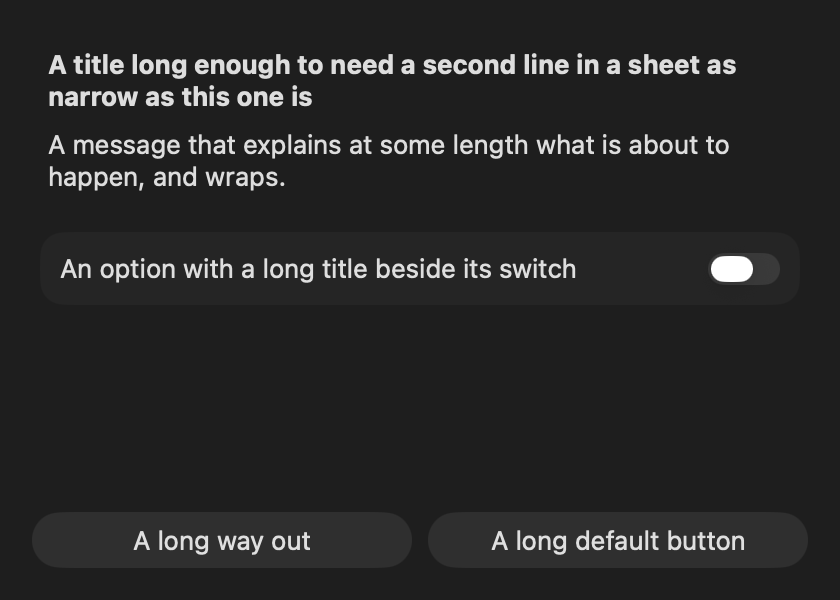 A title long enough to need a second line in a sheet as
narrow as this one is
A message that explains at some length what is about to
happen, and wraps.
An option with a long title beside its switch
A long way out
A long default button